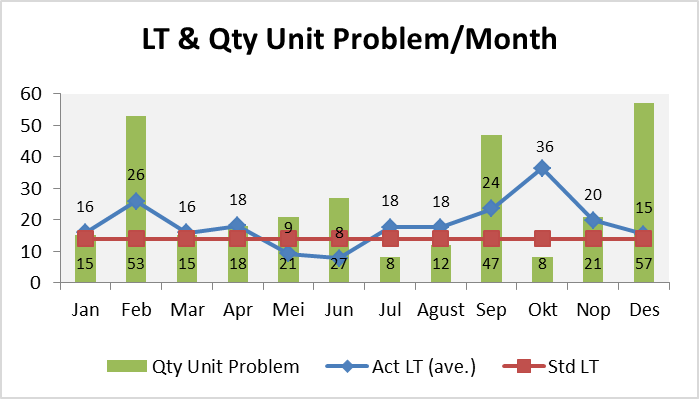 LT & Qty Unit Problem/Month
60
50
40
30
20
10
0
16 26 16 18 9 8 18 18 24 36 20 15
15 53 15 18 21 27 8 12 47 8 21 57
Jan Feb Mar Apr Mei Jun Jul Agust Sep Okt Nop Des
Qty Unit Problem Act LT (ave.) Std LT